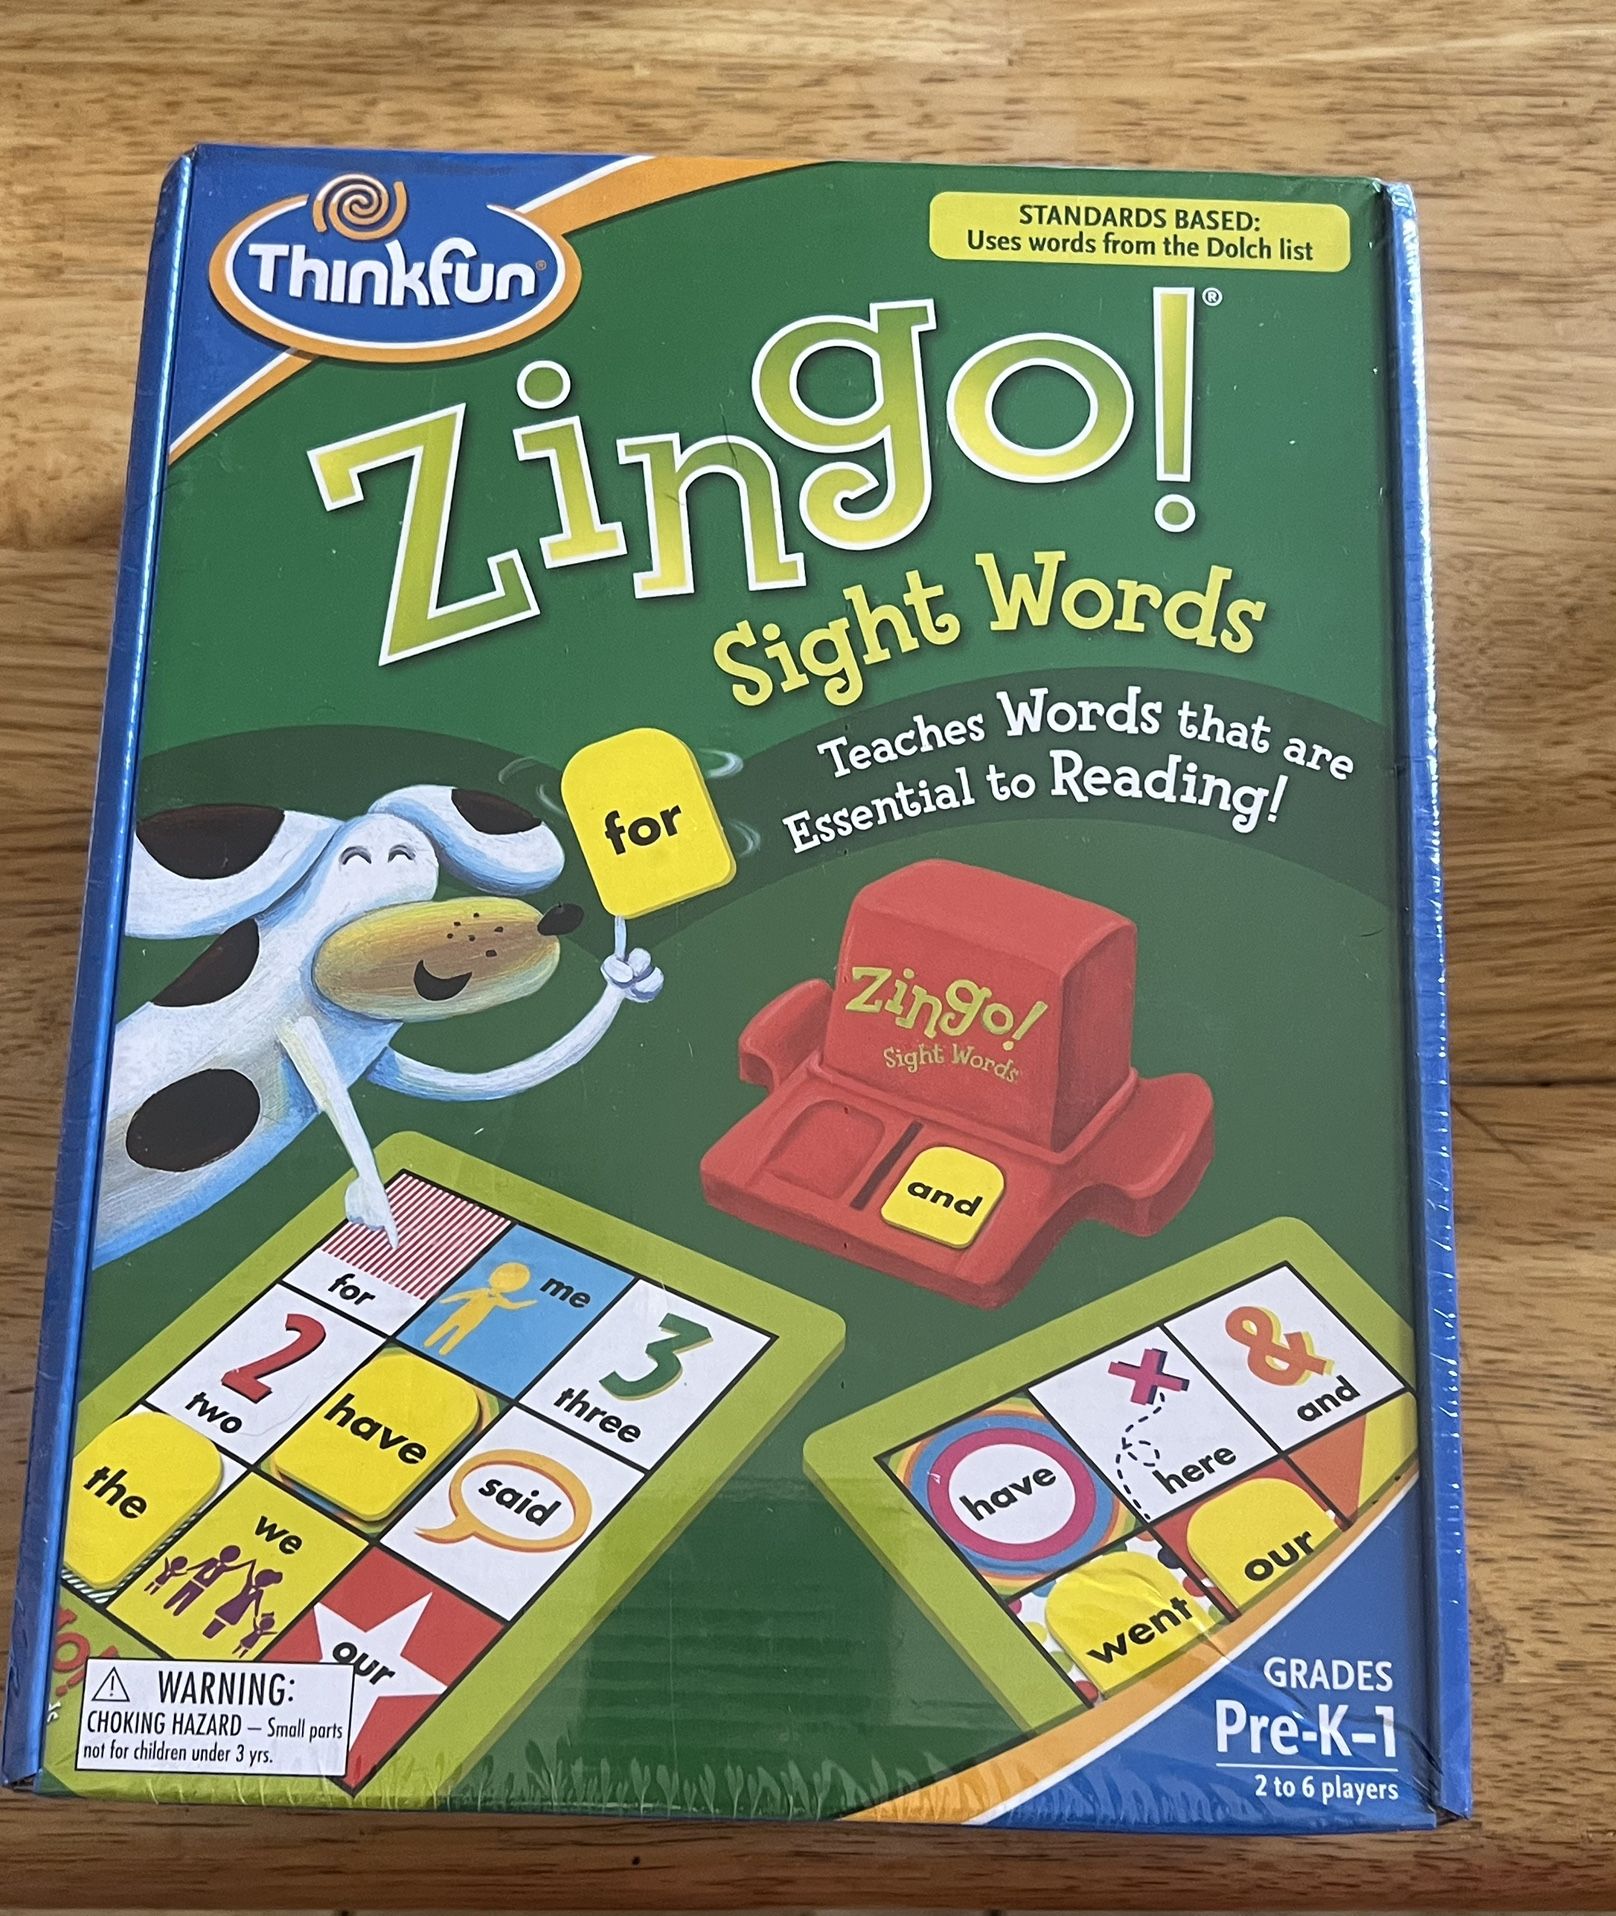 ThinkFun®
STANDARDS BASED:
Uses words from the Dolch list
Zingo!®
Sight Words
Teaches Words that are
Essential to Reading!
for
Zingo!
Sight Words
and
for
me
3
three
2
two
have
said
the
we
our
&
and
here
have
our
went
WARNING:
CHOKING HAZARD — Small parts
not for children under 3 yrs.
GRADES
Pre-K-1
2 to 6 players